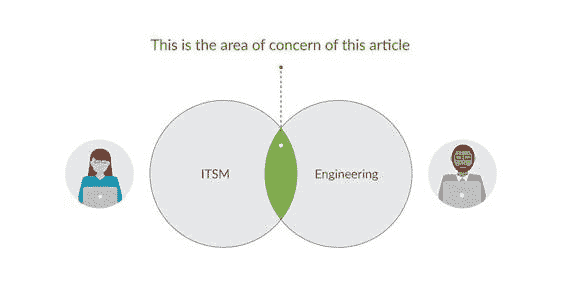 This is the area of concern of this article
ITSM
Engineering